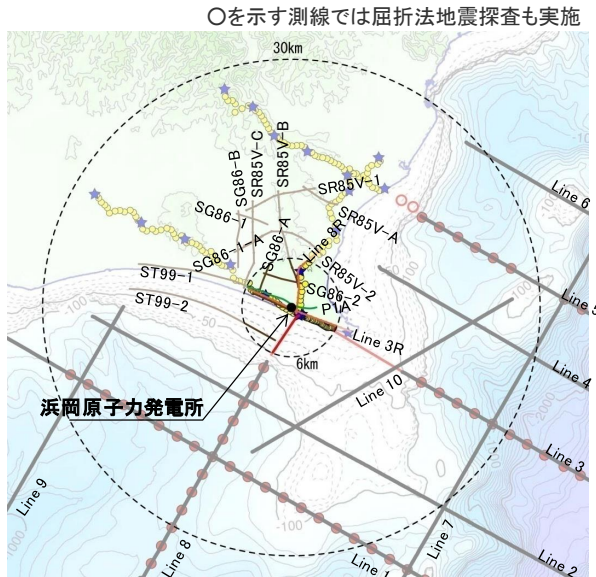 ○を示す測線では屈折法地震探査も実施
30km
SG86-B
SR85V-C
SR85V-B
SR85V-1
Line 6
SG86-1
SG86-A
Line 8R
SR85V-A
SG86-1-A
SR85V-2
ST99-1
SG86-2
Line 5
ST99-2
P1A
-50
Line 3R
6km
Line 4
Line 10
浜岡原子力発電所
Line 3
Line 9
-100
Line 7
Line 8
Line 1
Line 2